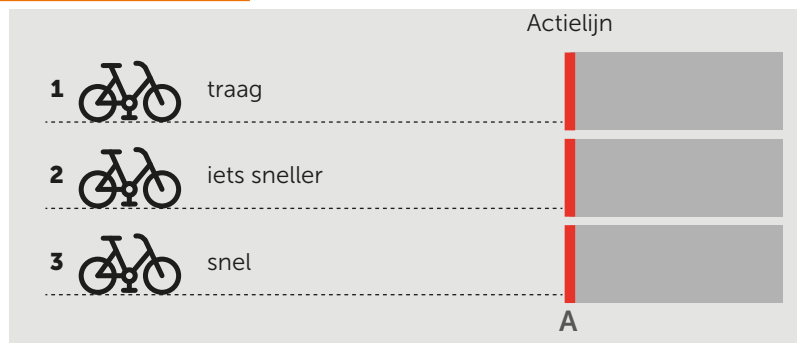 Actielijn
1 traag
2 iets sneller
3 snel
A